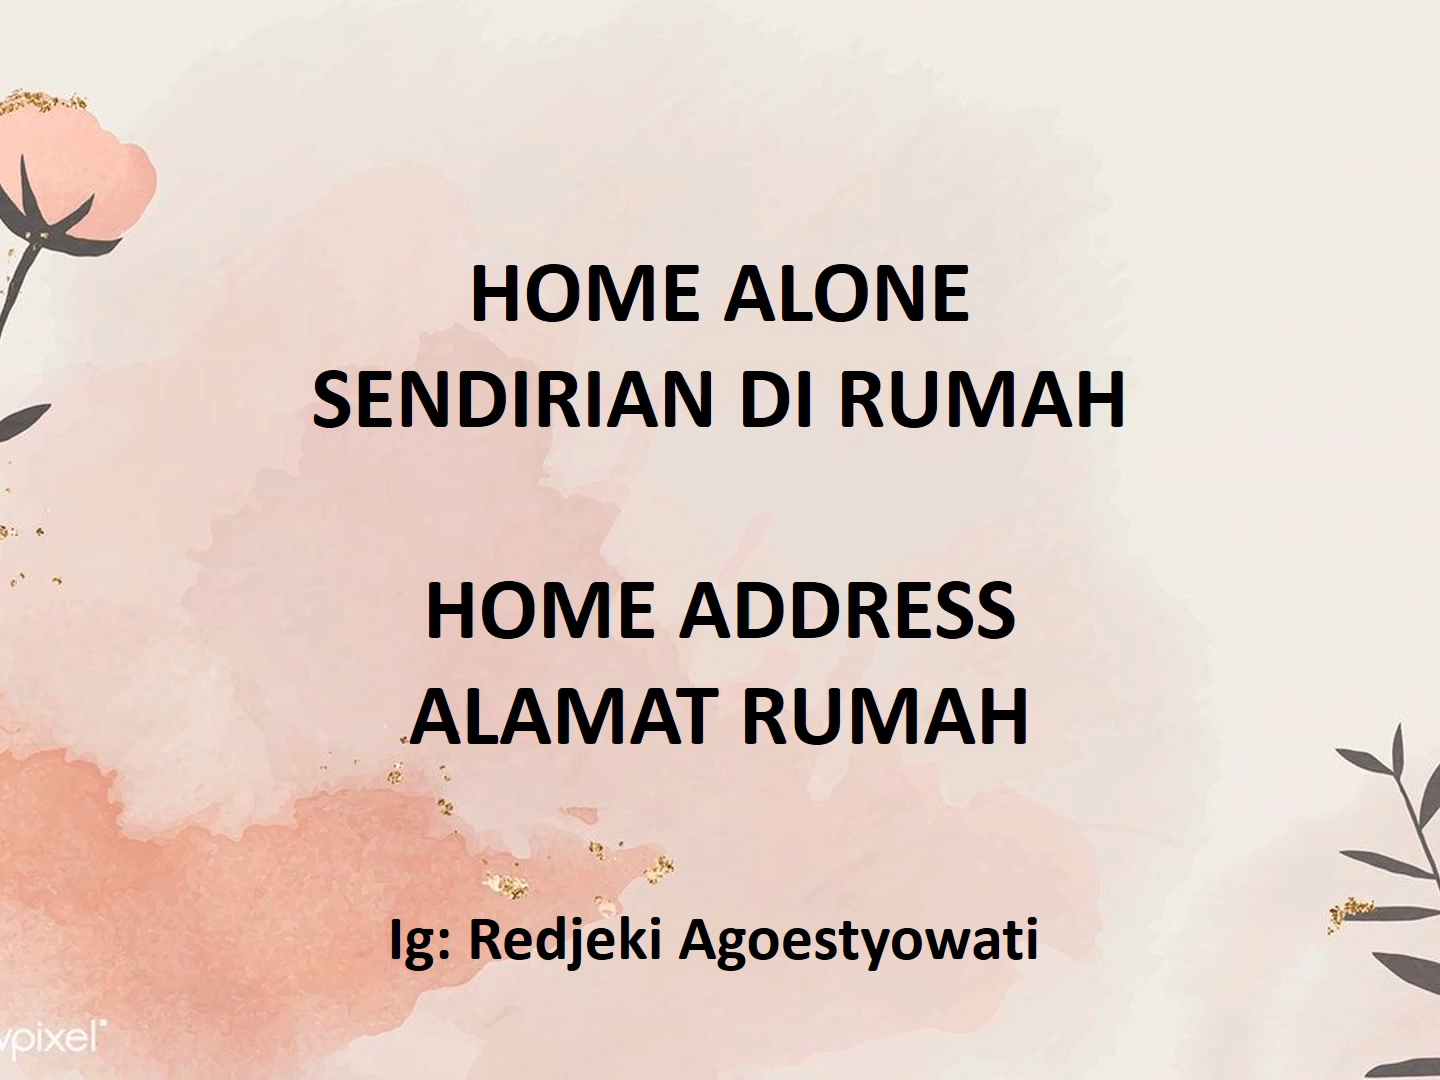 HOME ALONE
SENDIRIAN DI RUMAH
HOME ADDRESS
ALAMAT RUMAH
Ig: Redjeki Agoestyowati